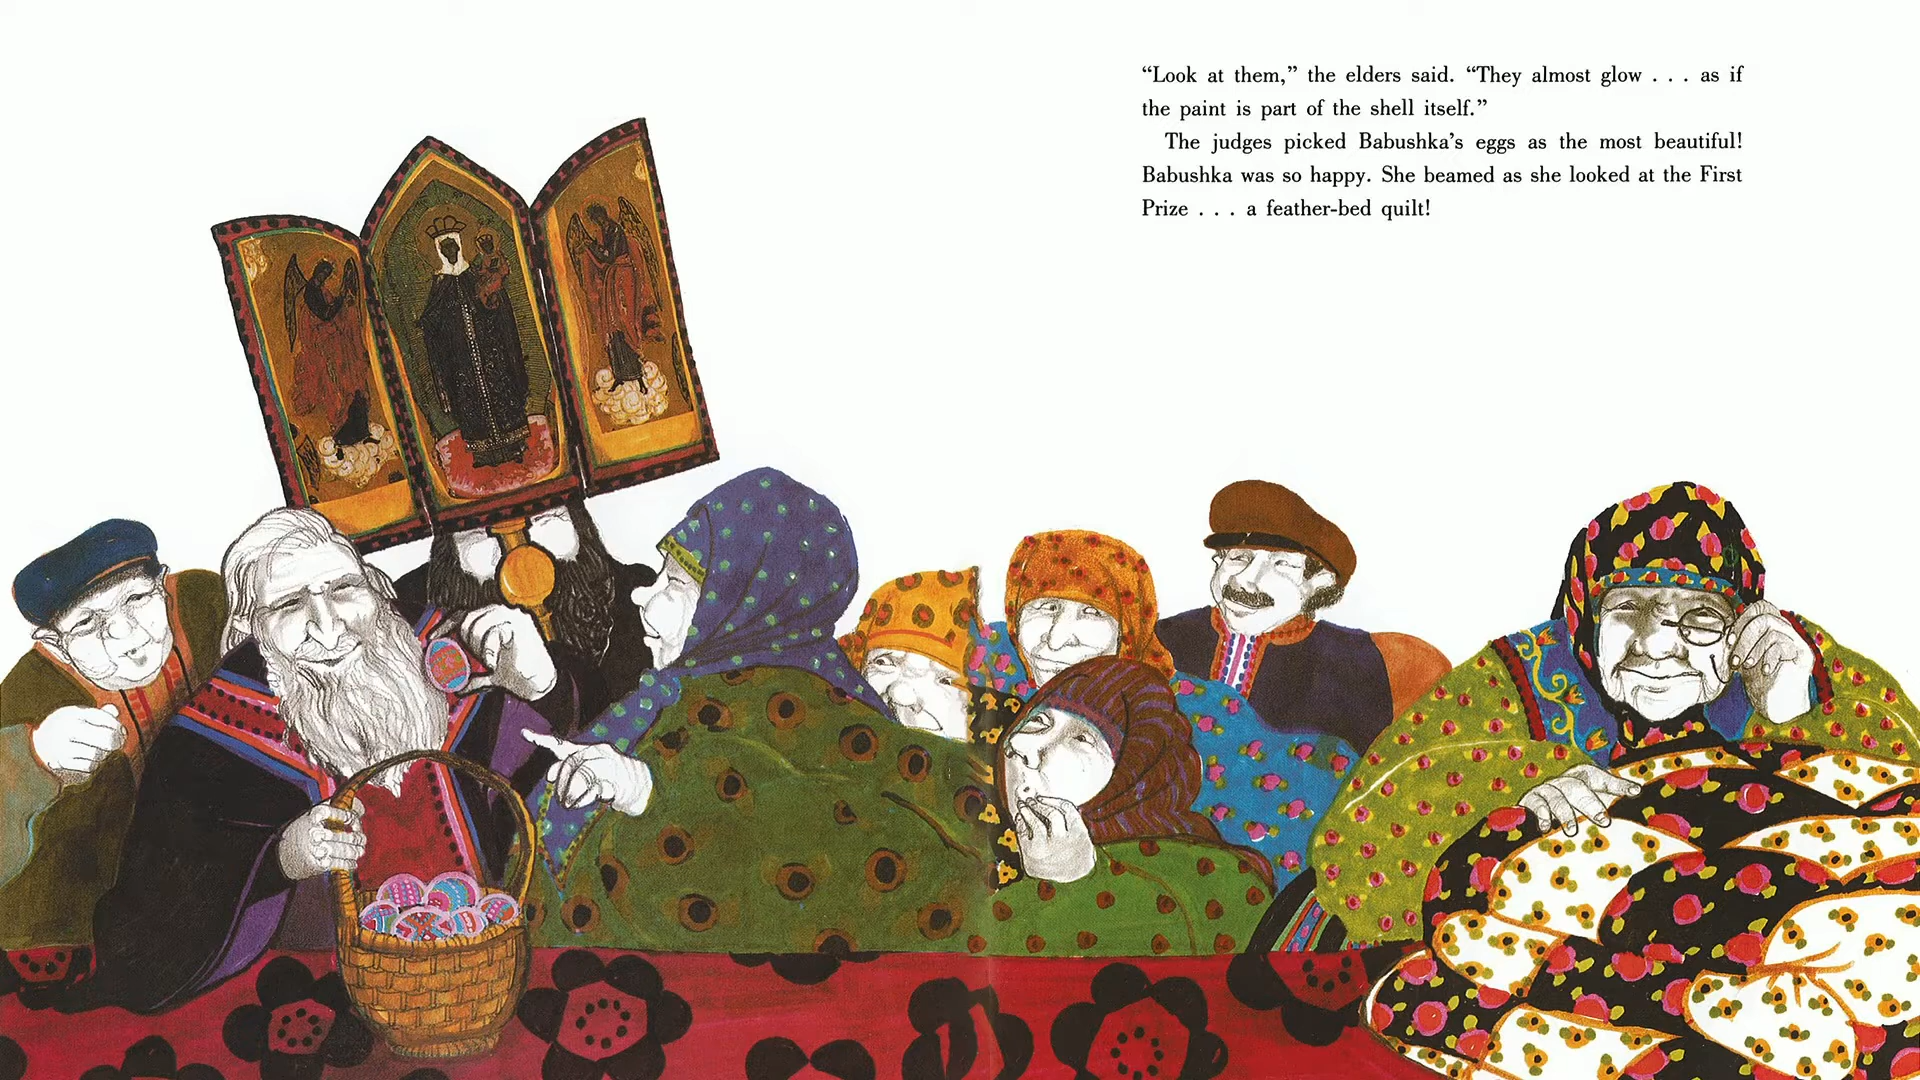 “Look at them,” the elders said. “They almost glow . . . as if
the paint is part of the shell itself.”
The judges picked Babushka’s eggs as the most beautiful!
Babushka was so happy. She beamed as she looked at the First
Prize . . . a feather-bed quilt!